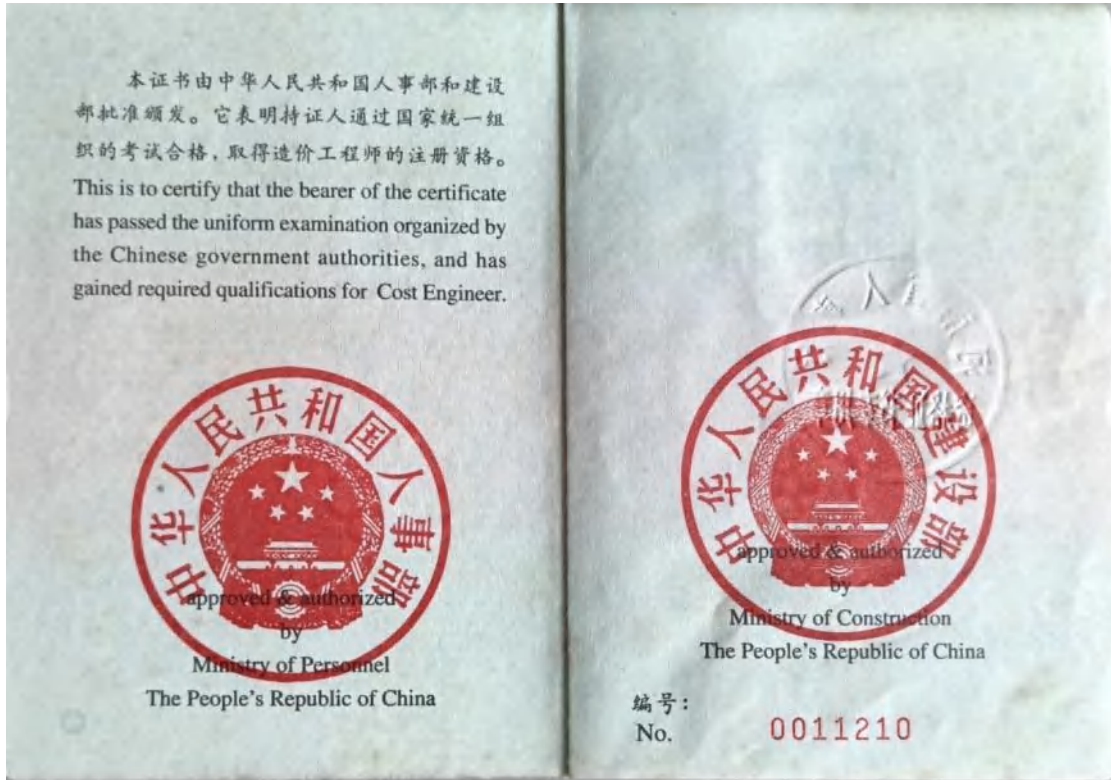 本证书由中华人民共和国人事部和建设
部批准颁发。它表明持证人通过国家统一组
织的考试合格，取得造价工程师的注册资格。
This is to certify that the bearer of the certificate
has passed the uniform examination organized by
the Chinese government authorities, and has
gained required qualifications for Cost Engineer.
中华人民共和国人事部
approved & authorized
by
Ministry of Personnel
The People's Republic of China
中华人民共和国建设部
approved & authorized
by
Ministry of Construction
The People's Republic of China
编号：
No. 0011210